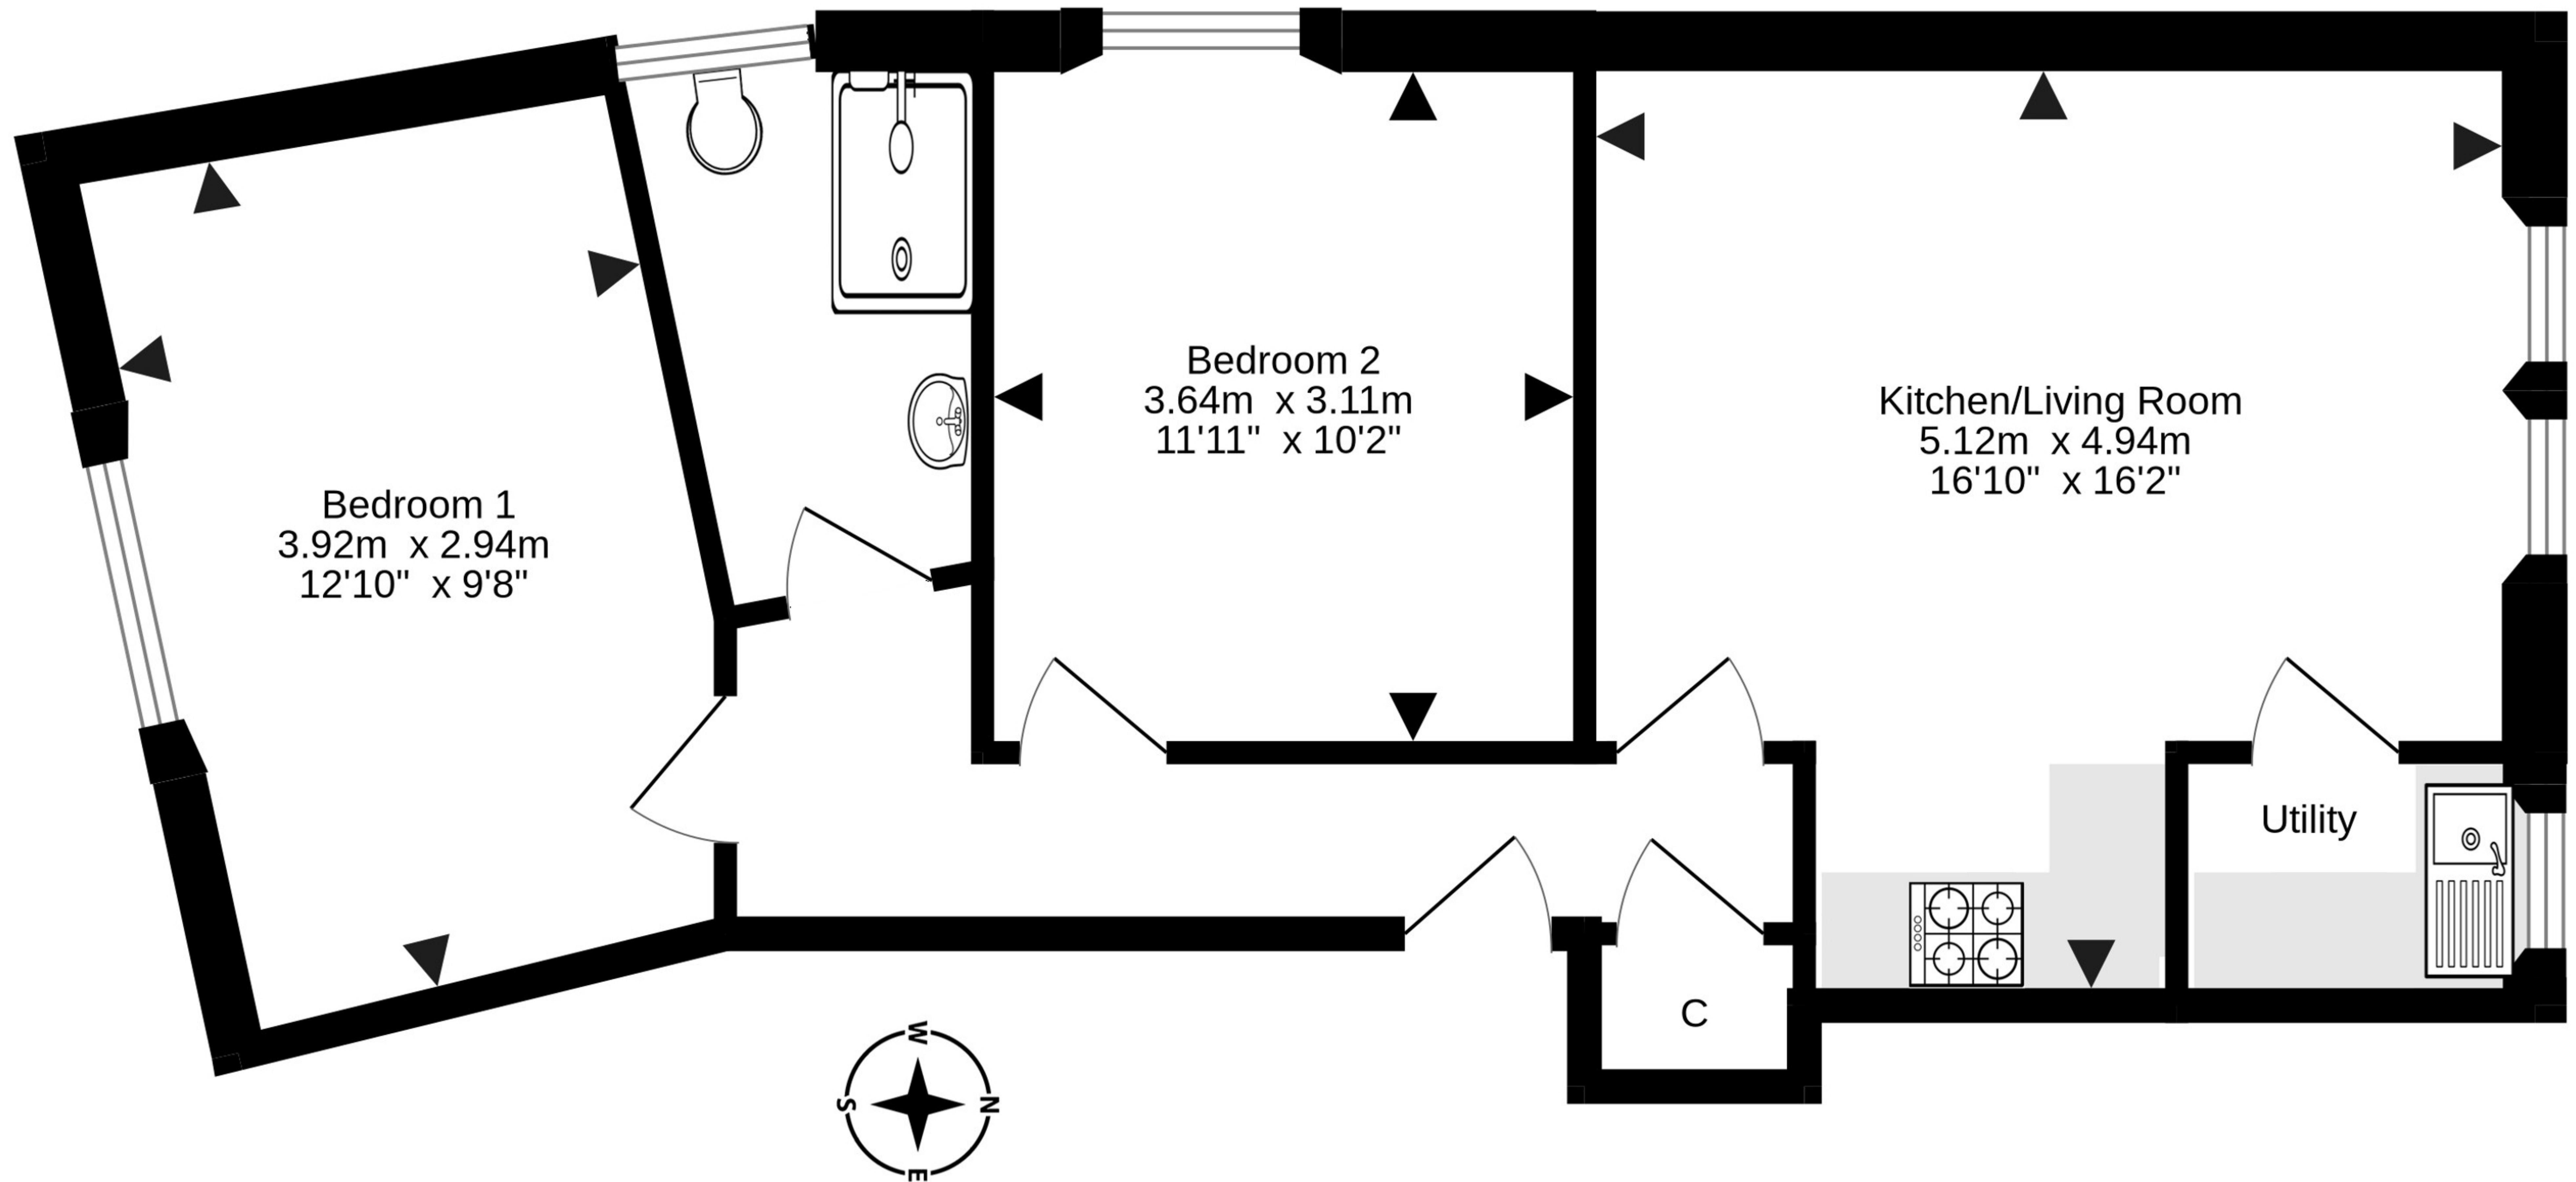 Bedroom 1
3.92m x 2.94m
12'10" x 9'8"
Bedroom 2
3.64m x 3.11m
11'11" x 10'2"
Kitchen/Living Room
5.12m x 4.94m
16'10" x 16'2"
Utility
C
W
S
N
E